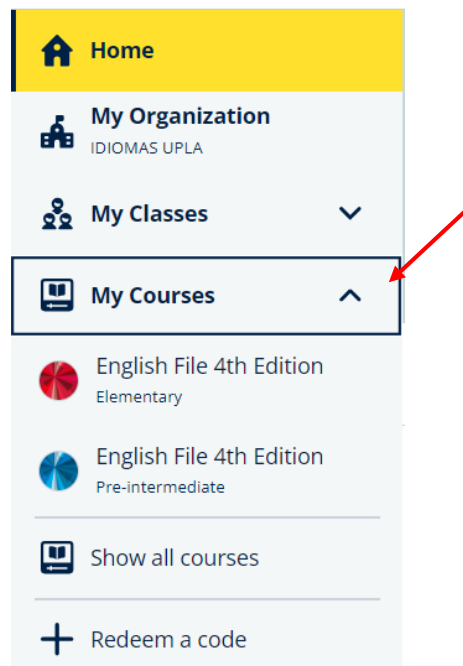 Home
My Organization
IDIOMAS UPLA
My Classes
My Courses
English File 4th Edition
Elementary
English File 4th Edition
Pre-intermediate
Show all courses
Redeem a code